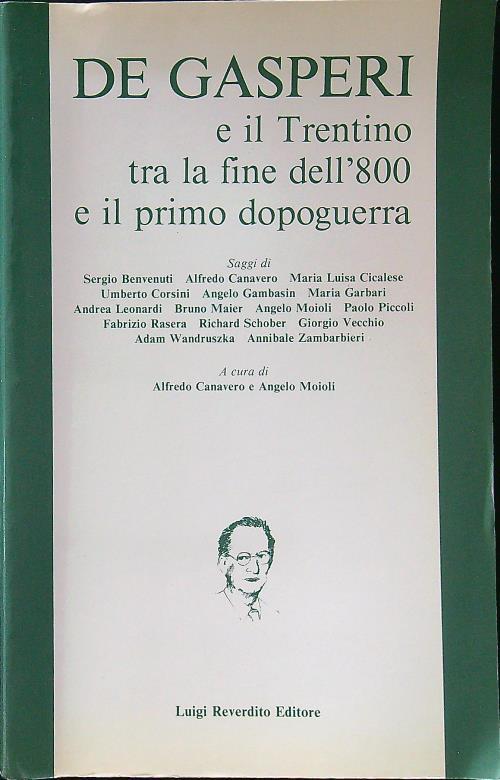 DE GASPERI
e il Trentino
tra la fine dell'800
e il primo dopoguerra
Saggi di
Sergio Benvenuti Alfredo Canavero Maria Luisa Cicalese
Umberto Corsini Angelo Gambasin Maria Garbari
Andrea Leonardi Bruno Maier Angelo Moioli Paolo Piccoli
Fabrizio Rasera Richard Schober Giorgio Vecchio
Adam Wandruszka Annibale Zambarbieri
A cura di
Alfredo Canavero e Angelo Moioli
Luigi Reverdito Editore